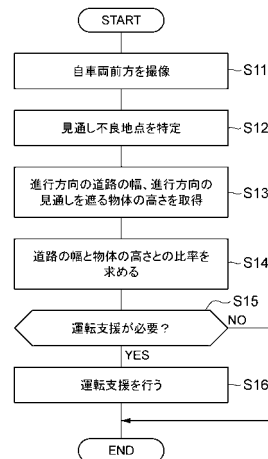 START
自車両前方を撮像
S11
見通し不良地点を特定
S12
進行方向の道路の幅、進行方向の
見通しを遮る物体の高さを取得
S13
道路の幅と物体の高さとの比率を
求める
S14
S15
運転支援が必要？
NO
YES
運転支援を行う
S16
END